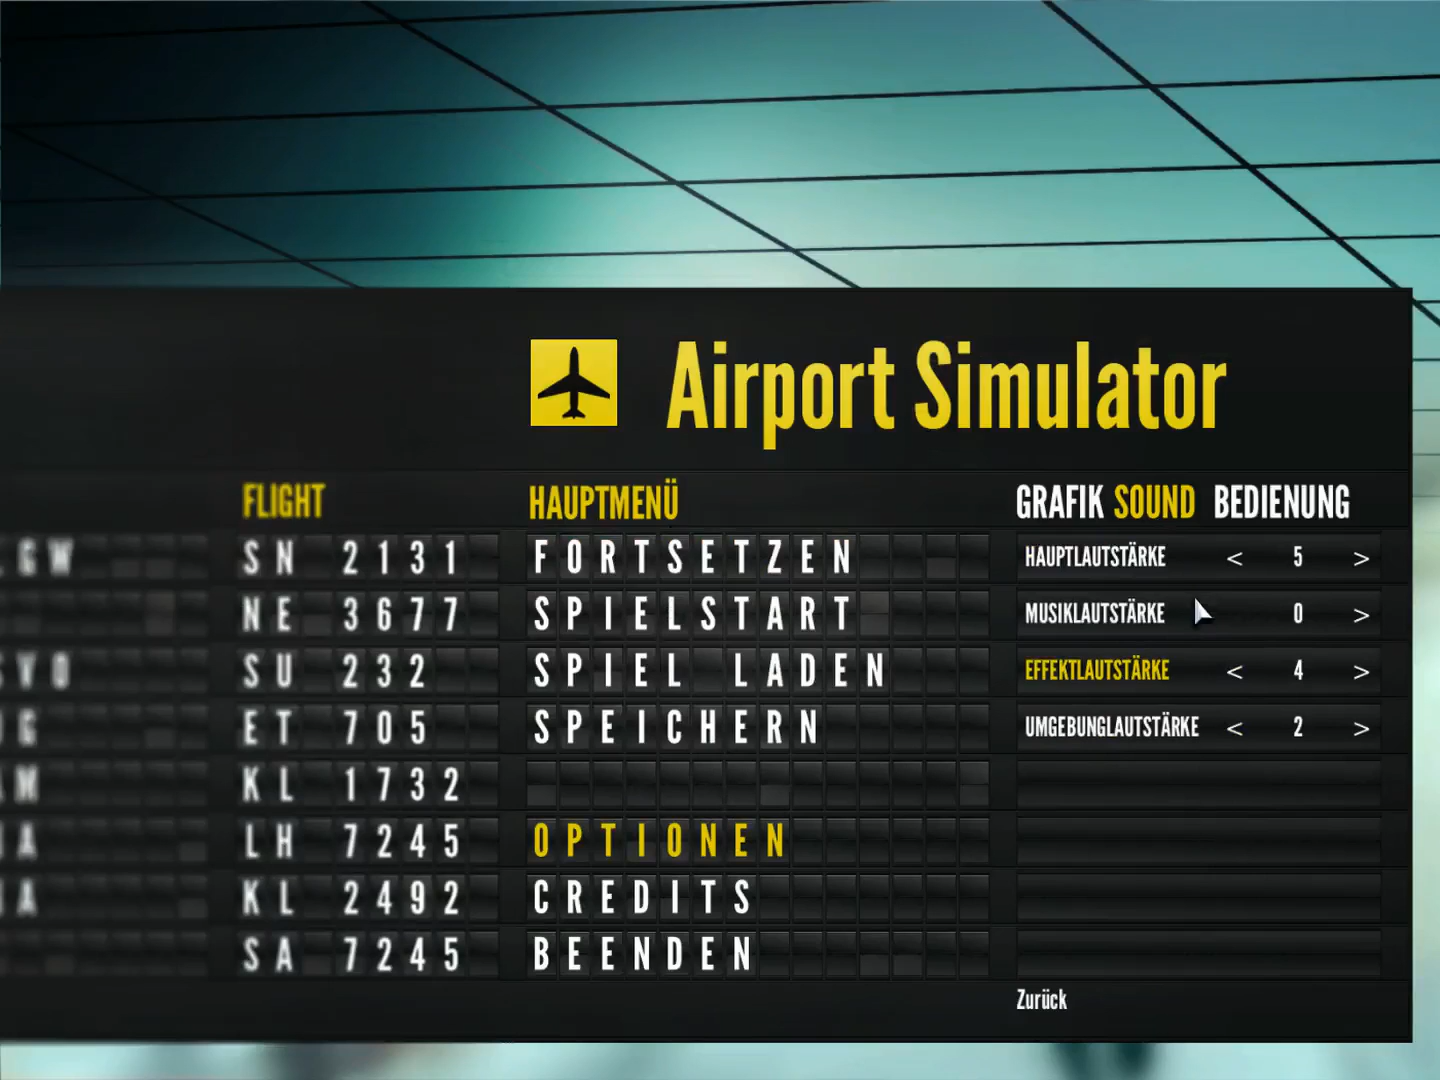 Airport Simulator
FLIGHT HAUPTMENÜ GRAFIK SOUND BEDIENUNG
GW SN 2131 FORTSETZEN HAUPTLAUTSTÄRKE < 5 >
NE 3677 SPIELSTART MUSIKLAUTSTÄRKE 0 >
VO SU 232 SPIEL LADEN EFFEKTLAUTSTÄRKE < 4 >
G ET 705 SPEICHERN UMGEBUNGLAUTSTÄRKE < 2 >
M KL 1732
A LH 7245 OPTIONEN
A KL 2492 CREDITS
SA 7245 BEENDEN
Zurück